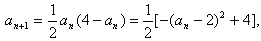 $a_{n+1} = \frac{1}{2} a_n (4 - a_n) = \frac{1}{2} [-(a_n - 2)^2 + 4],$